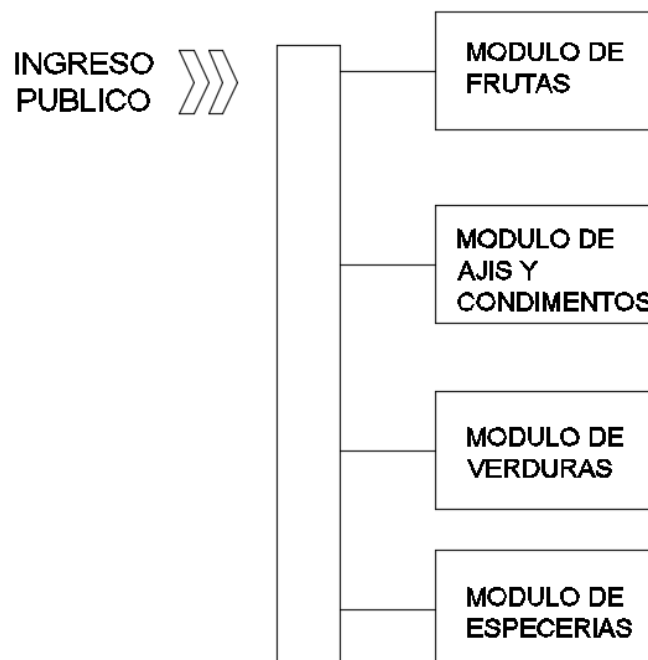 INGRESO
PUBLICO
MODULO DE
FRUTAS
MODULO DE
AJIS Y
CONDIMENTOS
MODULO DE
VERDURAS
MODULO DE
ESPECERIAS